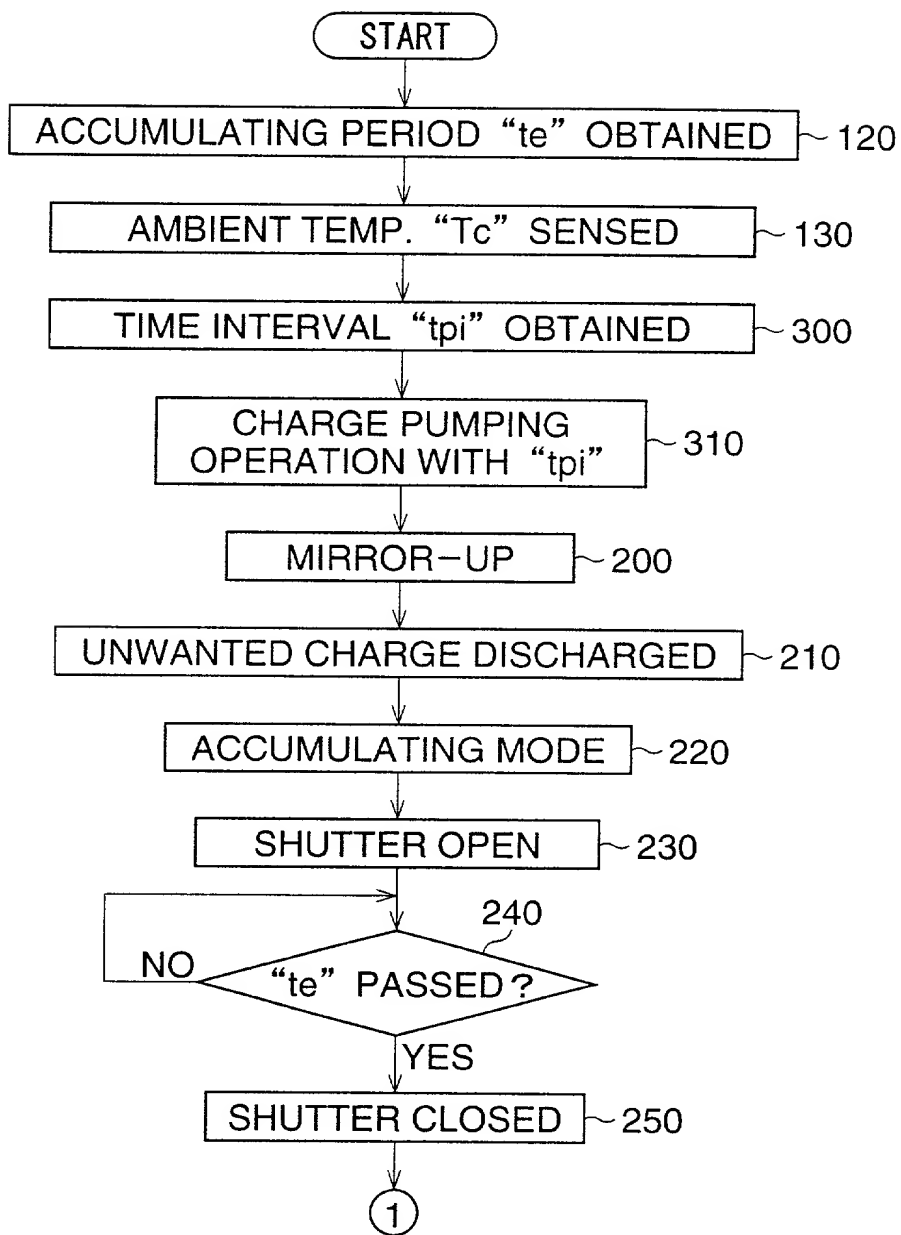 START
ACCUMULATING PERIOD “te” OBTAINED
120
AMBIENT TEMP. “Tc” SENSED
130
TIME INTERVAL “tpi” OBTAINED
300
CHARGE PUMPING
OPERATION WITH “tpi”
310
MIRROR-UP
200
UNWANTED CHARGE DISCHARGED
210
ACCUMULATING MODE
220
SHUTTER OPEN
230
240
NO
“te” PASSED?
YES
SHUTTER CLOSED
250
1